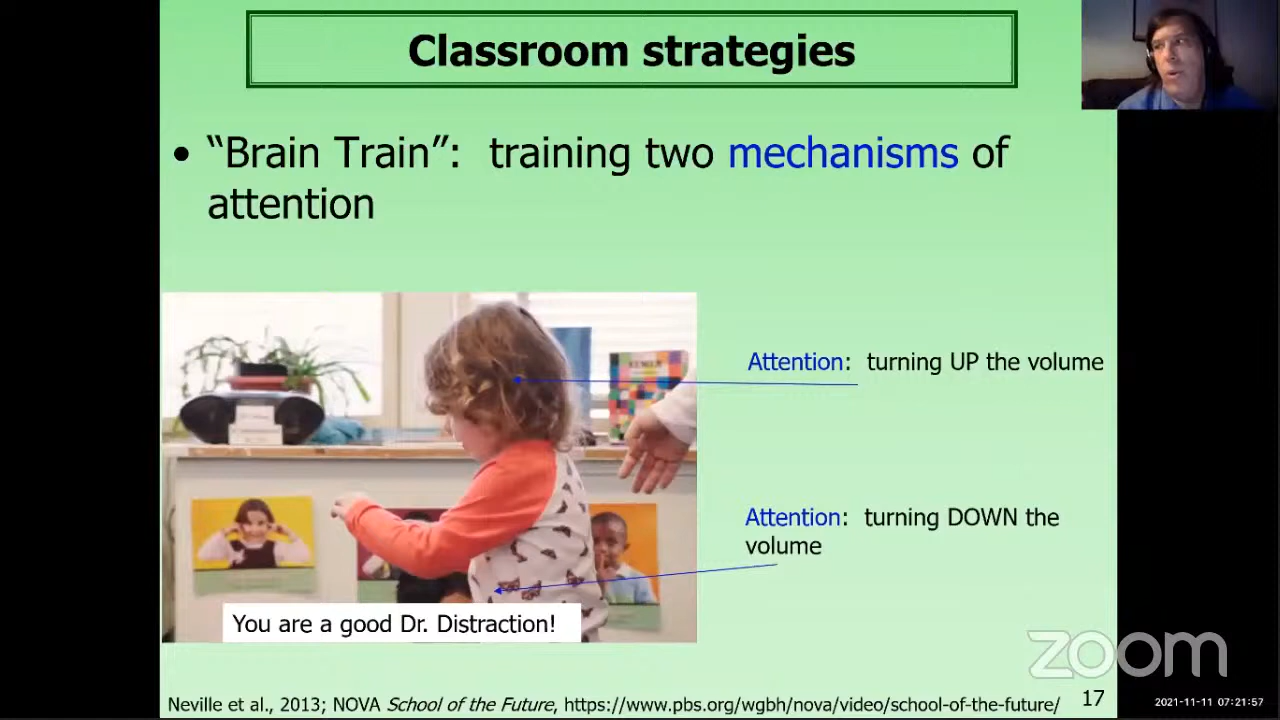 Classroom strategies
• “Brain Train”: training two mechanisms of
attention
Attention: turning UP the volume
Attention: turning DOWN the
volume
You are a good Dr. Distraction!
zoom
Neville et al., 2013; NOVA School of the Future, https://www.pbs.org/wgbh/nova/video/school-of-the-future/
17
2021-11-11 07:21:57